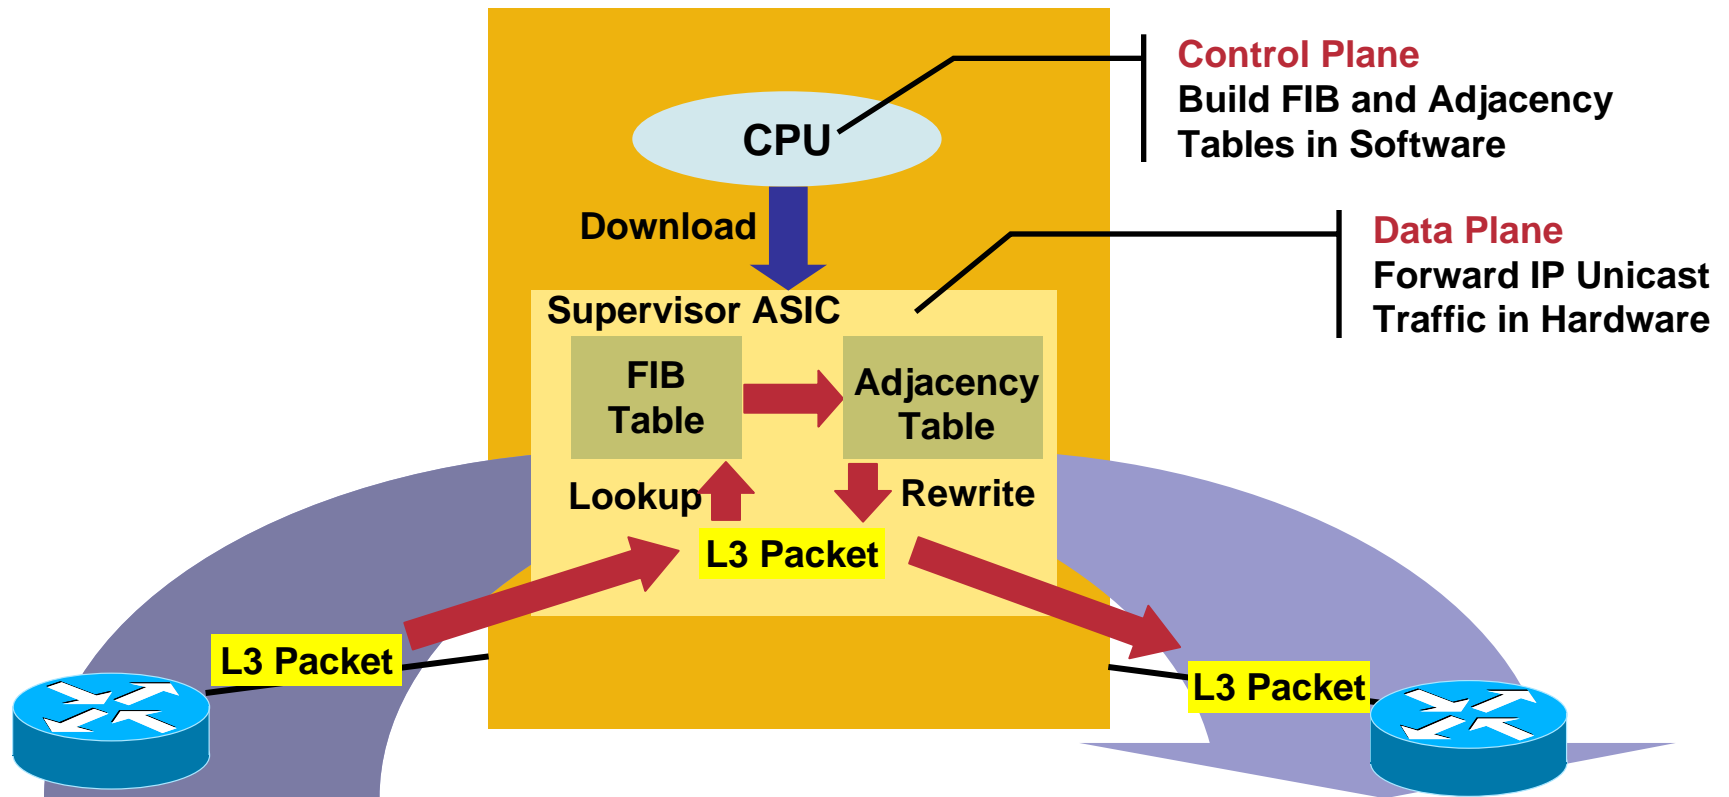 Control Plane
Build FIB and Adjacency
Tables in Software
CPU
Download
Data Plane
Forward IP Unicast
Traffic in Hardware
Supervisor ASIC
FIB
Table
Adjacency
Table
Lookup
Rewrite
L3 Packet
L3 Packet
L3 Packet